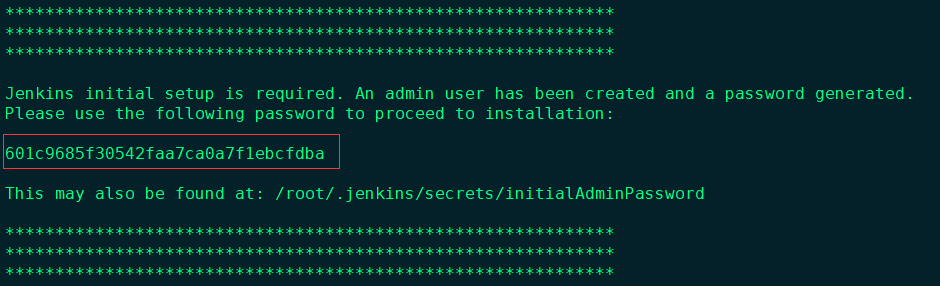 *************************************************************
*************************************************************
*************************************************************
Jenkins initial setup is required. An admin user has been created and a password generated.
Please use the following password to proceed to installation:
601c9685f30542faa7ca0a7f1ebcfdba
This may also be found at: /root/.jenkins/secrets/initialAdminPassword
*************************************************************
*************************************************************
*************************************************************